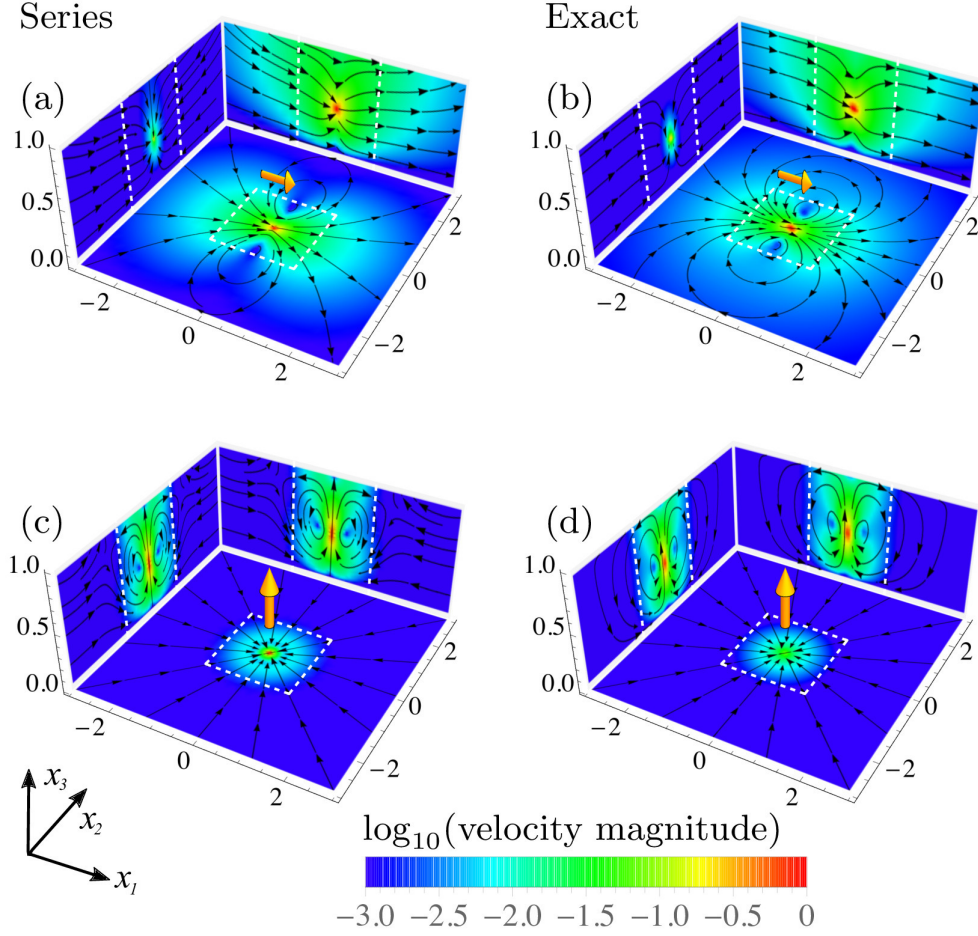 Series Exact
(a) (b)
1.0 0.5 0.0 −2 0 2 −2 0 2
1.0 0.5 0.0 −2 0 2 −2 0 2
(c) (d)
1.0 0.5 0.0 −2 0 2 −2 0 2
1.0 0.5 0.0 −2 0 2 −2 0 2
x3
x2
x1
log10(velocity magnitude)
−3.0 −2.5 −2.0 −1.5 −1.0 −0.5 0